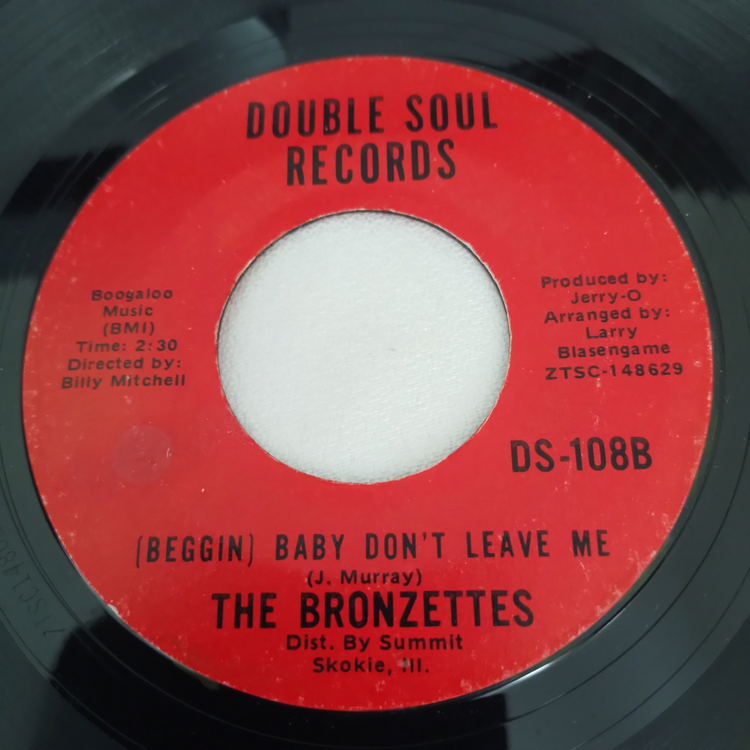 DOUBLE SOUL
RECORDS
Boogaloo
Music
(BMI)
Time: 2:30
Directed by:
Billy Mitchell
Produced by:
Jerry-O
Arranged by:
Larry
Blasengame
ZTSC-148629
DS-108B
(BEGGIN) BABY DON'T LEAVE ME
(J. Murray)
THE BRONZETTES
Dist. By Summit
Skokie, Ill.